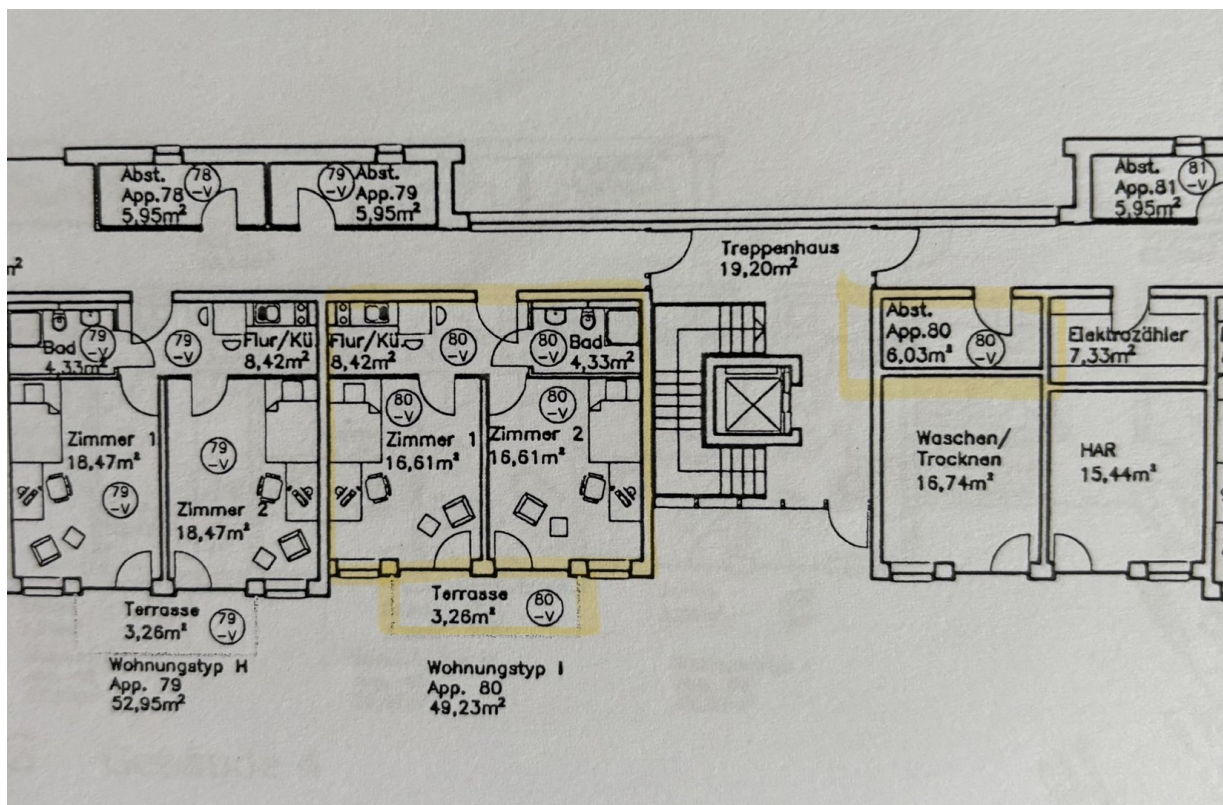 Abst.
App.78
5,95m²
78
-V
79
-V
Abst.
App.79
5,95m²
Abst.
App.81
5,95m²
81
-V
Treppenhaus
19,20m²
m²
Bad
4,33m²
79
-V
79
-V
Flur/Kü.
8,42m²
Flur/Kü.
8,42m²
80
-V
80
-V
Bad
4,33m²
Abst.
App.80
6,03m²
80
-V
Elektrozähler
7,33m²
Zimmer 1
18,47m²
79
-V
79
-V
Zimmer 2
18,47m²
80
-V
Zimmer 1
16,61m²
80
-V
Zimmer 2
16,61m²
Waschen/
Trocknen
16,74m²
HAR
15,44m²
Terrasse
3,26m²
79
-V
Terrasse
3,26m²
80
-V
Wohnungstyp H
App. 79
52,95m²
Wohnungstyp I
App. 80
49,23m²